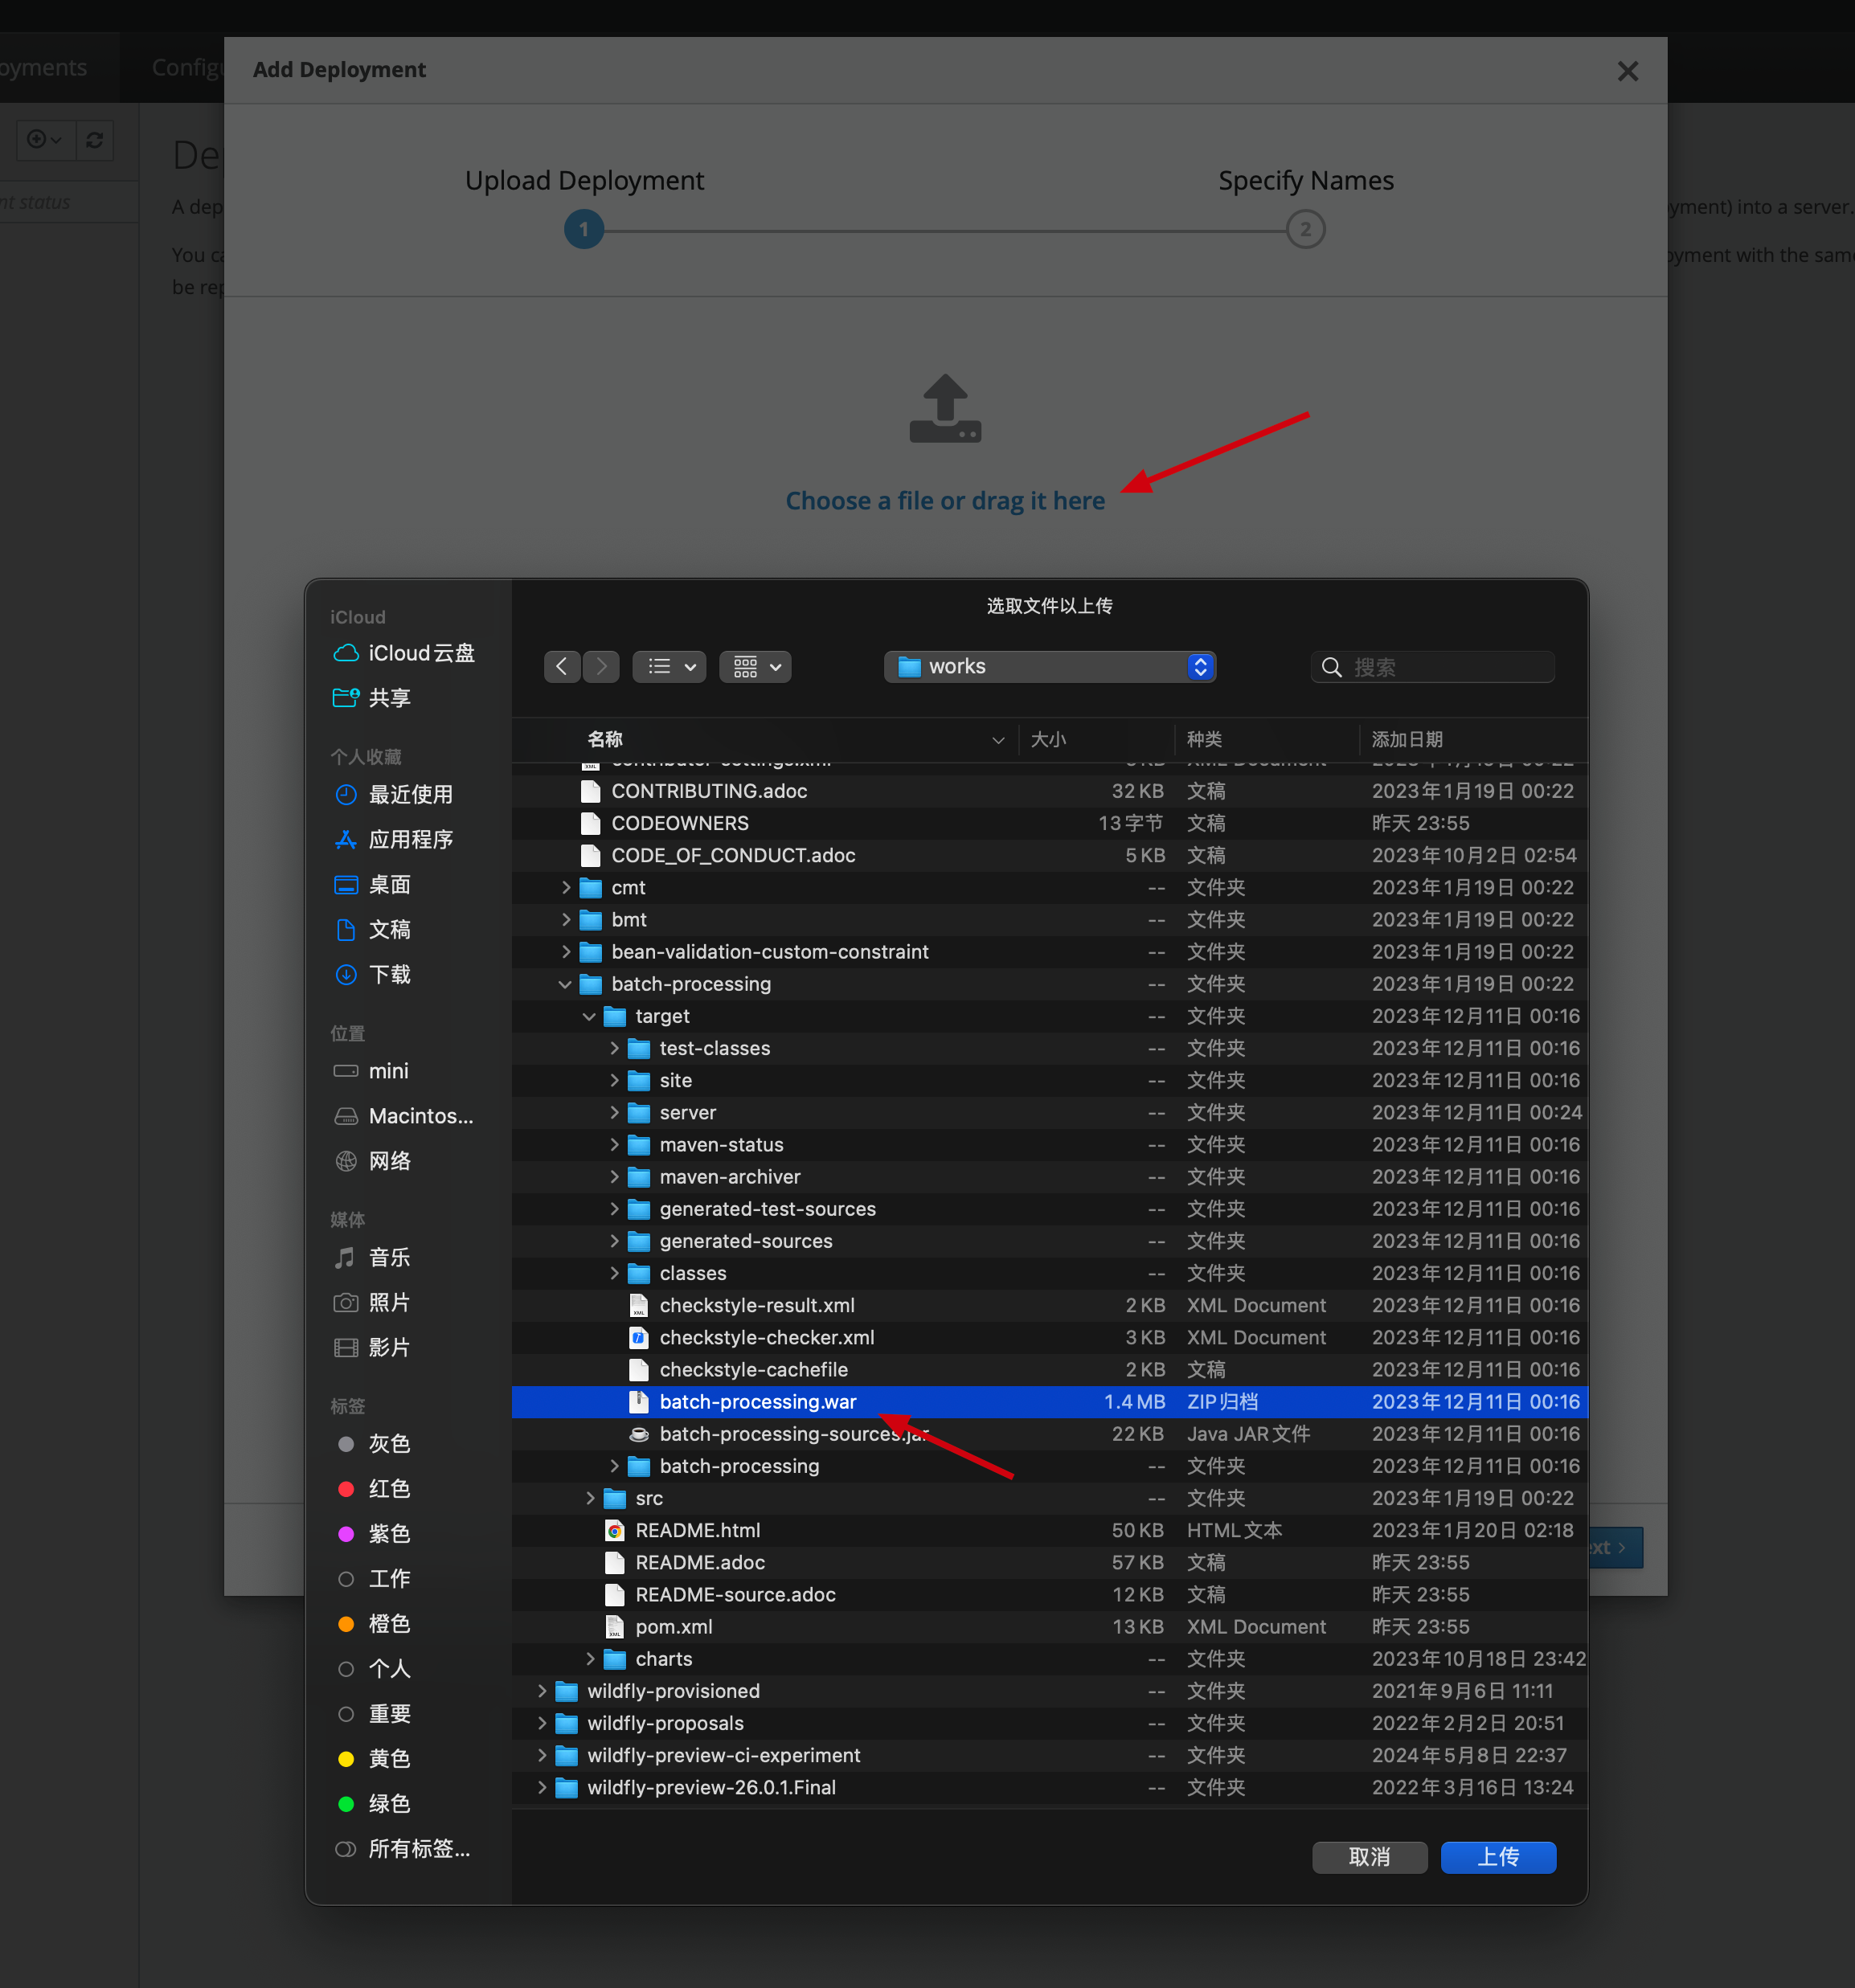 oyments
Config
Add Deployment
nt status
De
Upload Deployment
Specify Names
1
2
A dep
yment) into a server.
You ca
oyment with the same
be rep
Choose a file or drag it here
iCloud
iCloud云盘
共享
个人收藏
最近使用
应用程序
桌面
文稿
下载
位置
mini
Macintos...
网络
媒体
音乐
照片
影片
标签
灰色
红色
紫色
工作
橙色
个人
重要
黄色
绿色
所有标签...
选取文件以上传
works
搜索
名称 大小 种类 添加日期
CONTRIBUTING.adoc 32 KB 文稿 2023年1月19日 00:22
CODEOWNERS 13 字节 文稿 昨天 23:55
CODE_OF_CONDUCT.adoc 5 KB 文稿 2023年10月2日 02:54
cmt -- 文件夹 2023年1月19日 00:22
bmt -- 文件夹 2023年1月19日 00:22
bean-validation-custom-constraint -- 文件夹 2023年1月19日 00:22
batch-processing -- 文件夹 2023年1月19日 00:22
target -- 文件夹 2023年12月11日 00:16
test-classes -- 文件夹 2023年12月11日 00:16
site -- 文件夹 2023年12月11日 00:16
server -- 文件夹 2023年12月11日 00:24
maven-status -- 文件夹 2023年12月11日 00:16
maven-archiver -- 文件夹 2023年12月11日 00:16
generated-test-sources -- 文件夹 2023年12月11日 00:16
generated-sources -- 文件夹 2023年12月11日 00:16
classes -- 文件夹 2023年12月11日 00:16
checkstyle-result.xml 2 KB XML Document 2023年12月11日 00:16
checkstyle-checker.xml 3 KB XML Document 2023年12月11日 00:16
checkstyle-cachefile 2 KB 文稿 2023年12月11日 00:16
batch-processing.war 1.4 MB ZIP归档 2023年12月11日 00:16
batch-processing-sources.jar 22 KB Java JAR文件 2023年12月11日 00:16
batch-processing -- 文件夹 2023年12月11日 00:16
src -- 文件夹 2023年1月19日 00:22
README.html 50 KB HTML文本 2023年1月20日 02:18
README.adoc 57 KB 文稿 昨天 23:55
README-source.adoc 12 KB 文稿 昨天 23:55
pom.xml 13 KB XML Document 昨天 23:55
charts -- 文件夹 2023年10月18日 23:42
wildfly-provisioned -- 文件夹 2021年9月6日 11:11
wildfly-proposals -- 文件夹 2022年2月2日 20:51
wildfly-preview-ci-experiment -- 文件夹 2024年5月8日 22:37
wildfly-preview-26.0.1.Final -- 文件夹 2022年3月16日 13:24
ext
取消
上传